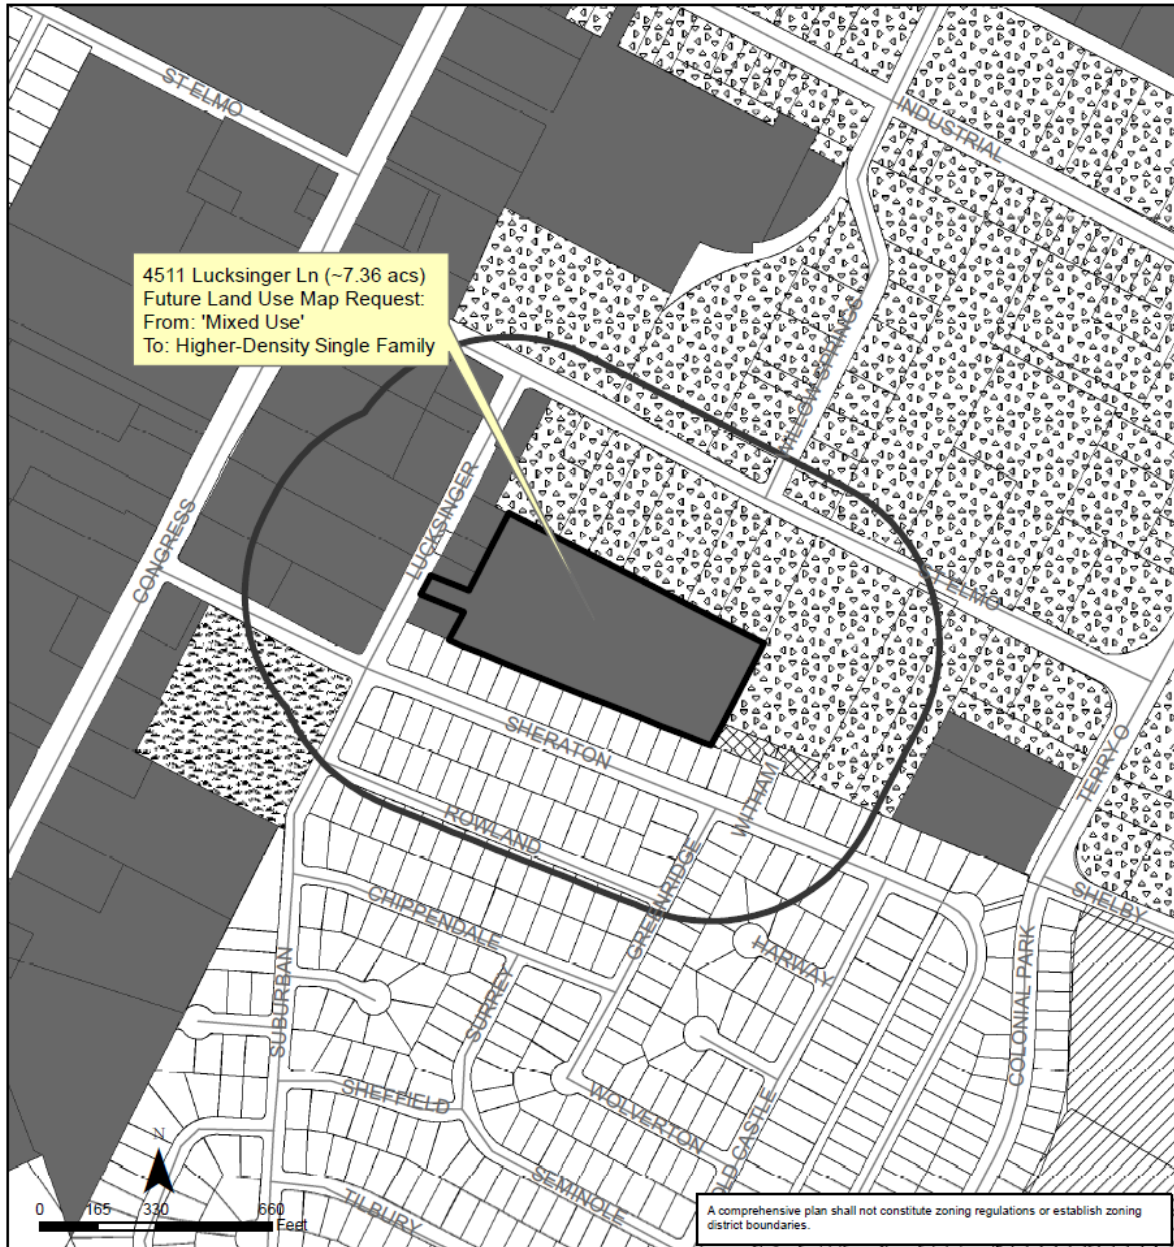 ST ELMO
INDUSTRIAL
4511 Lucksinger Ln (~7.36 acs)
Future Land Use Map Request:
From: 'Mixed Use'
To: Higher-Density Single Family
WILLOW SPRINGS
LUCKSINGER
CONGRESS
ST ELMO
SHERATON
TERRY O
WITHAM
ROWLAND
GREENRIDGE
CHIPPENDALE
SHELBY
HARWAY
SURREY
SUBURBAN
COLONIAL PARK
SHEFFIELD
WOLVERTON
OLD CASTLE
SEMINOLE
TILBURY
N
0 165 330 660
Feet
A comprehensive plan shall not constitute zoning regulations or establish zoning
district boundaries.